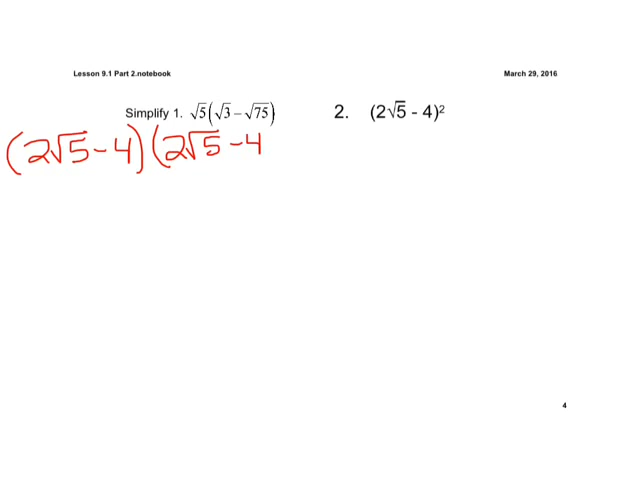 Lesson 9.1 Part 2.notebook March 29, 2016
Simplify 1. √5(√3 − √75) 2. (2√5 - 4)²
(2√5 − 4)(2√5 − 4
4